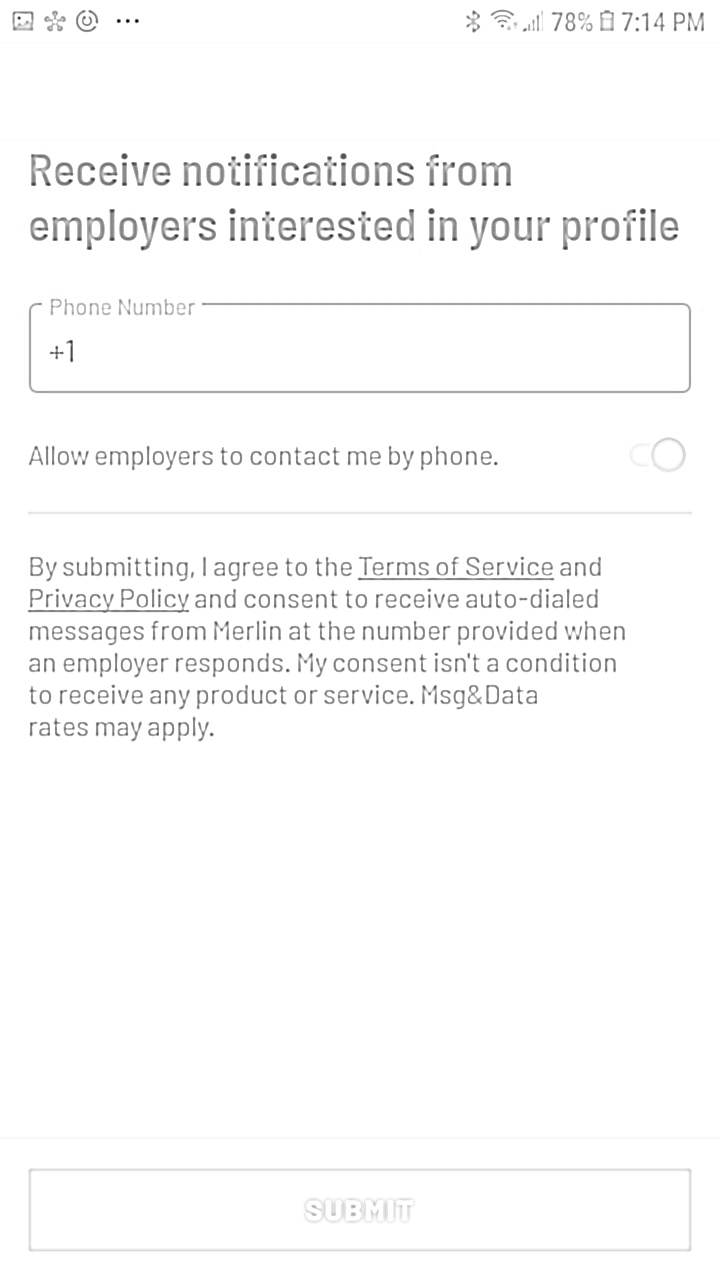 78% 7:14 PM
Receive notifications from
employers interested in your profile
Phone Number
+1
Allow employers to contact me by phone.
By submitting, I agree to the Terms of Service and
Privacy Policy and consent to receive auto-dialed
messages from Merlin at the number provided when
an employer responds. My consent isn't a condition
to receive any product or service. Msg&Data
rates may apply.
SUBMIT